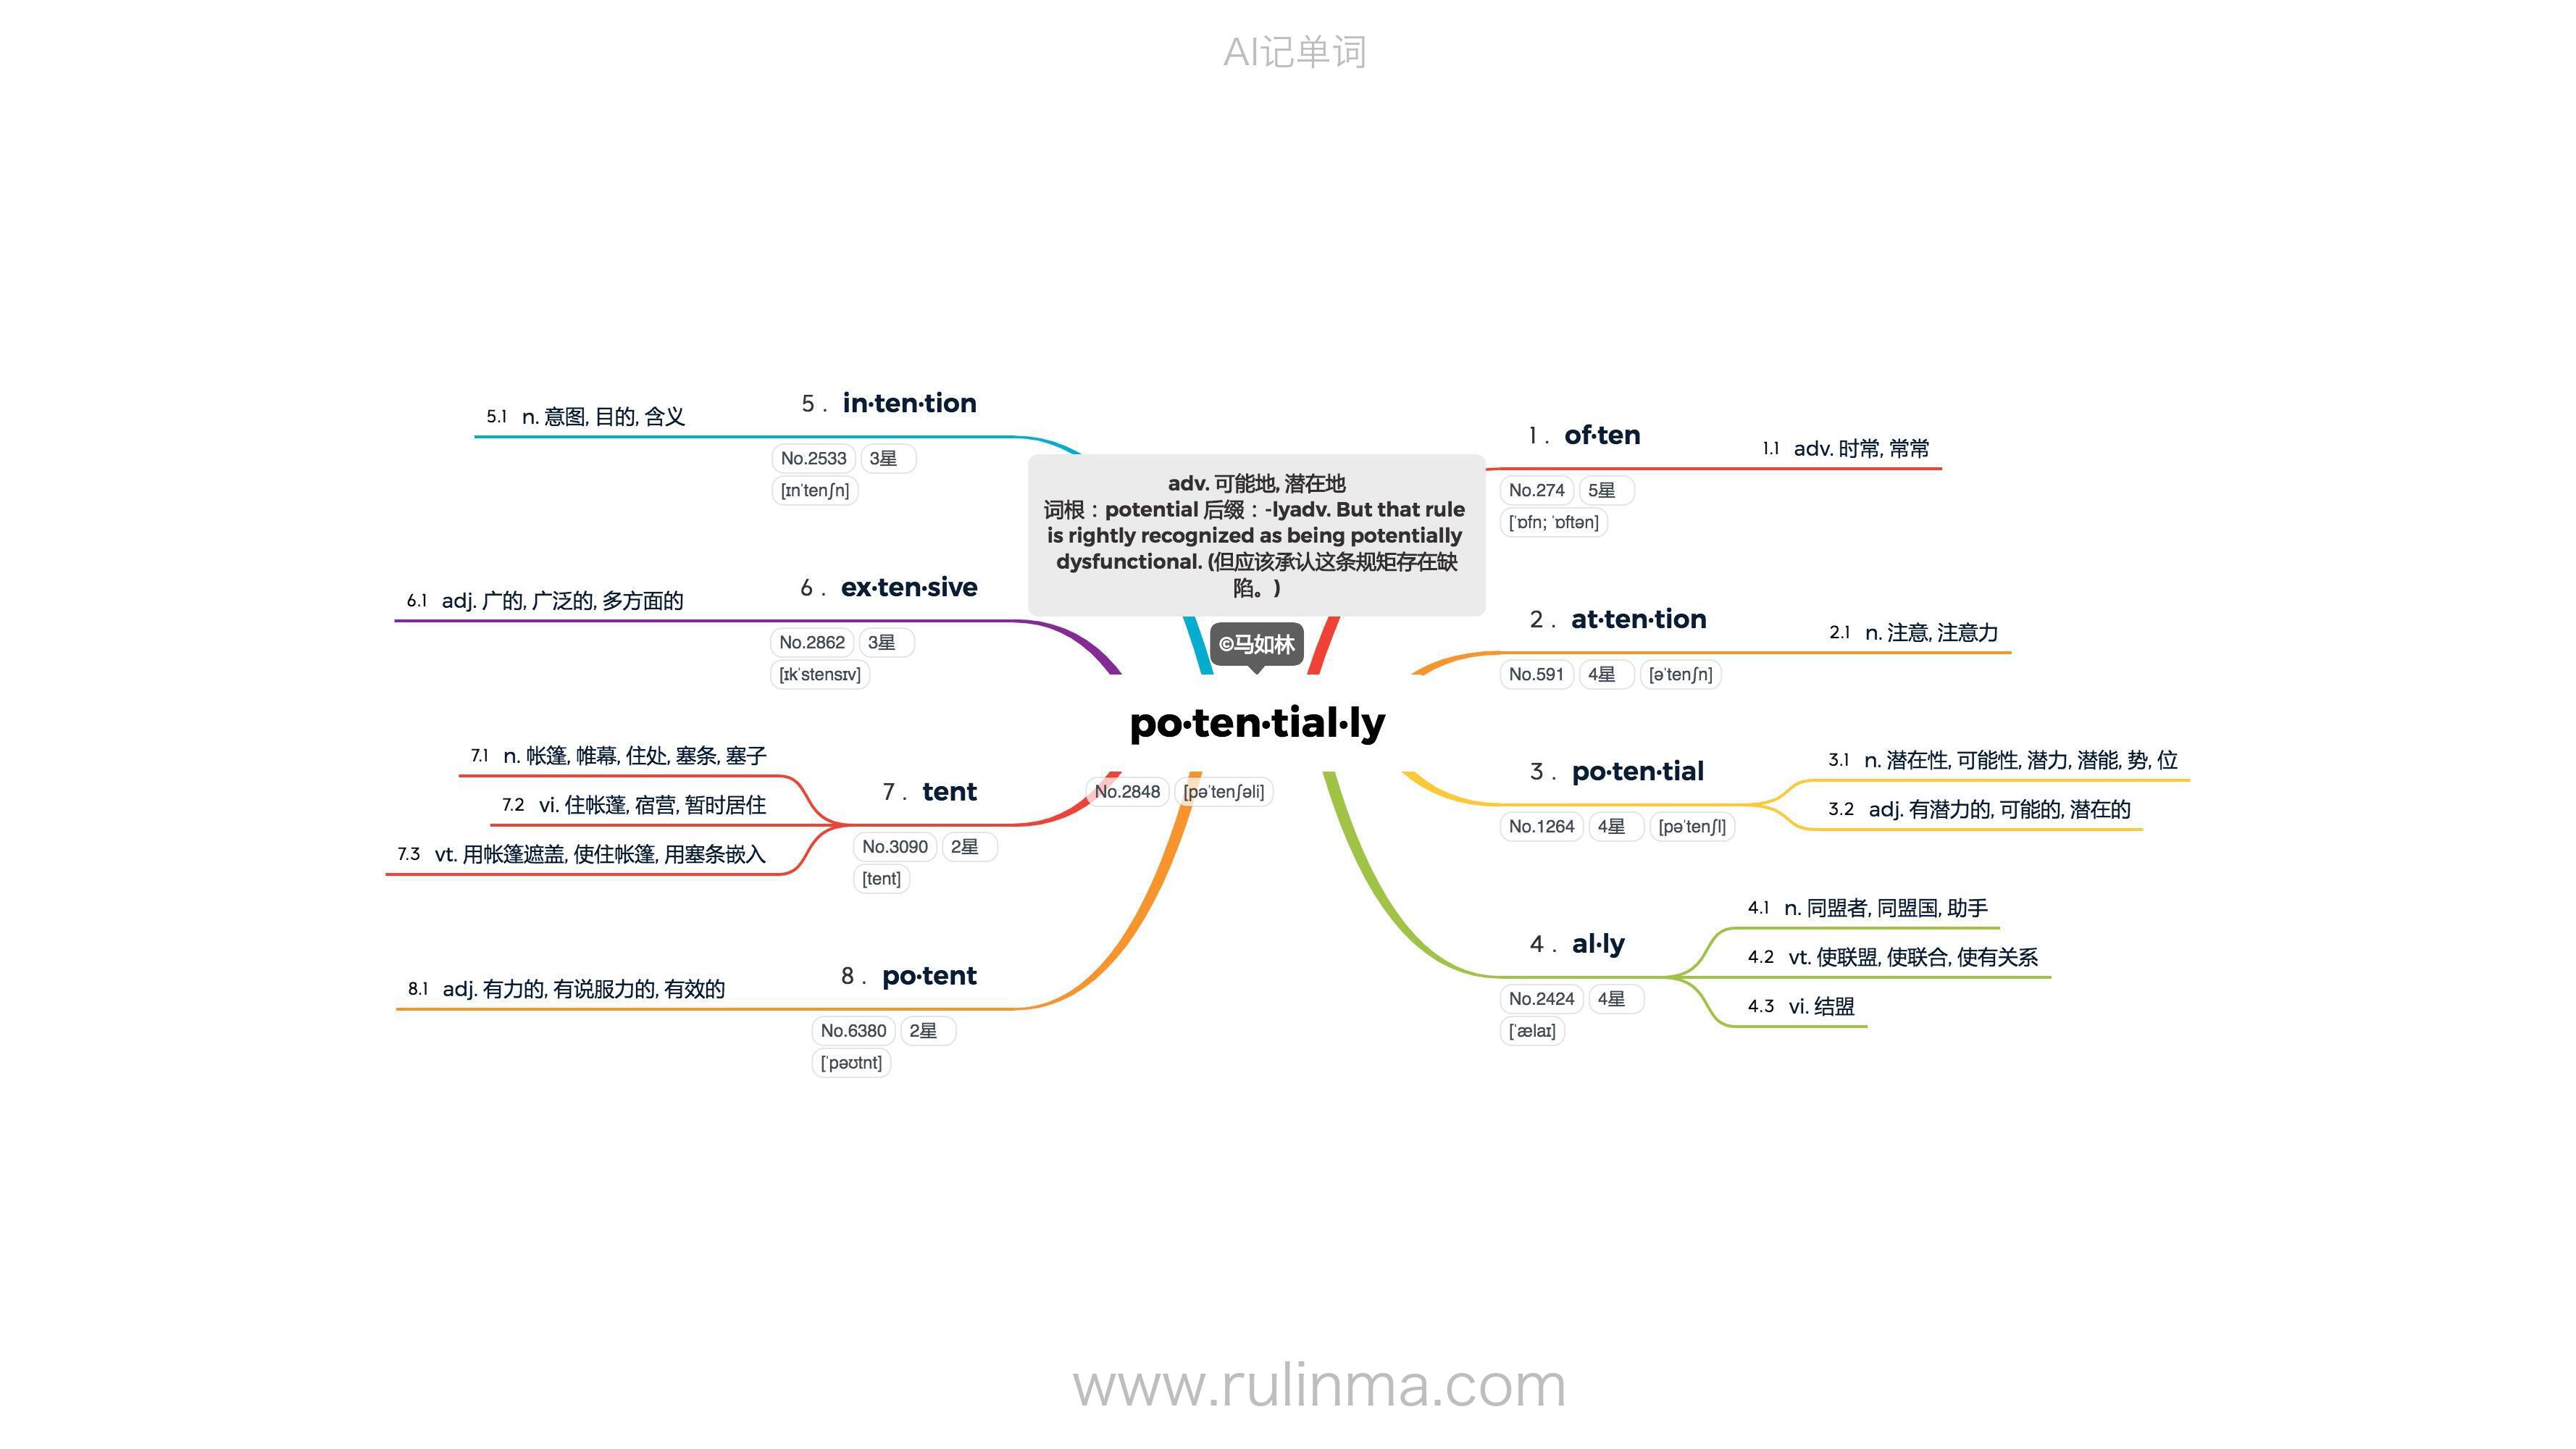 AI记单词
adv. 可能地, 潜在地
词根：potential 后缀：-lyadv. But that rule
is rightly recognized as being potentially
dysfunctional. (但应该承认这条规矩存在缺
陷。)
©马如林
po·ten·tial·ly
No.2848 [pəˈtenʃəli]
1 . of·ten
No.274 5星
[ˈɒfn; ˈɒftən]
1.1 adv. 时常, 常常
2 . at·ten·tion
No.591 4星 [əˈtenʃn]
2.1 n. 注意, 注意力
3 . po·ten·tial
No.1264 4星 [pəˈtenʃl]
3.1 n. 潜在性, 可能性, 潜力, 潜能, 势, 位
3.2 adj. 有潜力的, 可能的, 潜在的
4 . al·ly
No.2424 4星
[ˈælaɪ]
4.1 n. 同盟者, 同盟国, 助手
4.2 vt. 使联盟, 使联合, 使有关系
4.3 vi. 结盟
5 . in·ten·tion
No.2533 3星
[ɪnˈtenʃn]
5.1 n. 意图, 目的, 含义
6 . ex·ten·sive
No.2862 3星
[ɪkˈstensɪv]
6.1 adj. 广的, 广泛的, 多方面的
7 . tent
No.3090 2星
[tent]
7.1 n. 帐篷, 帷幕, 住处, 塞条, 塞子
7.2 vi. 住帐蓬, 宿营, 暂时居住
7.3 vt. 用帐篷遮盖, 使住帐篷, 用塞条嵌入
8 . po·tent
No.6380 2星
[ˈpəʊtnt]
8.1 adj. 有力的, 有说服力的, 有效的
www.rulinma.com